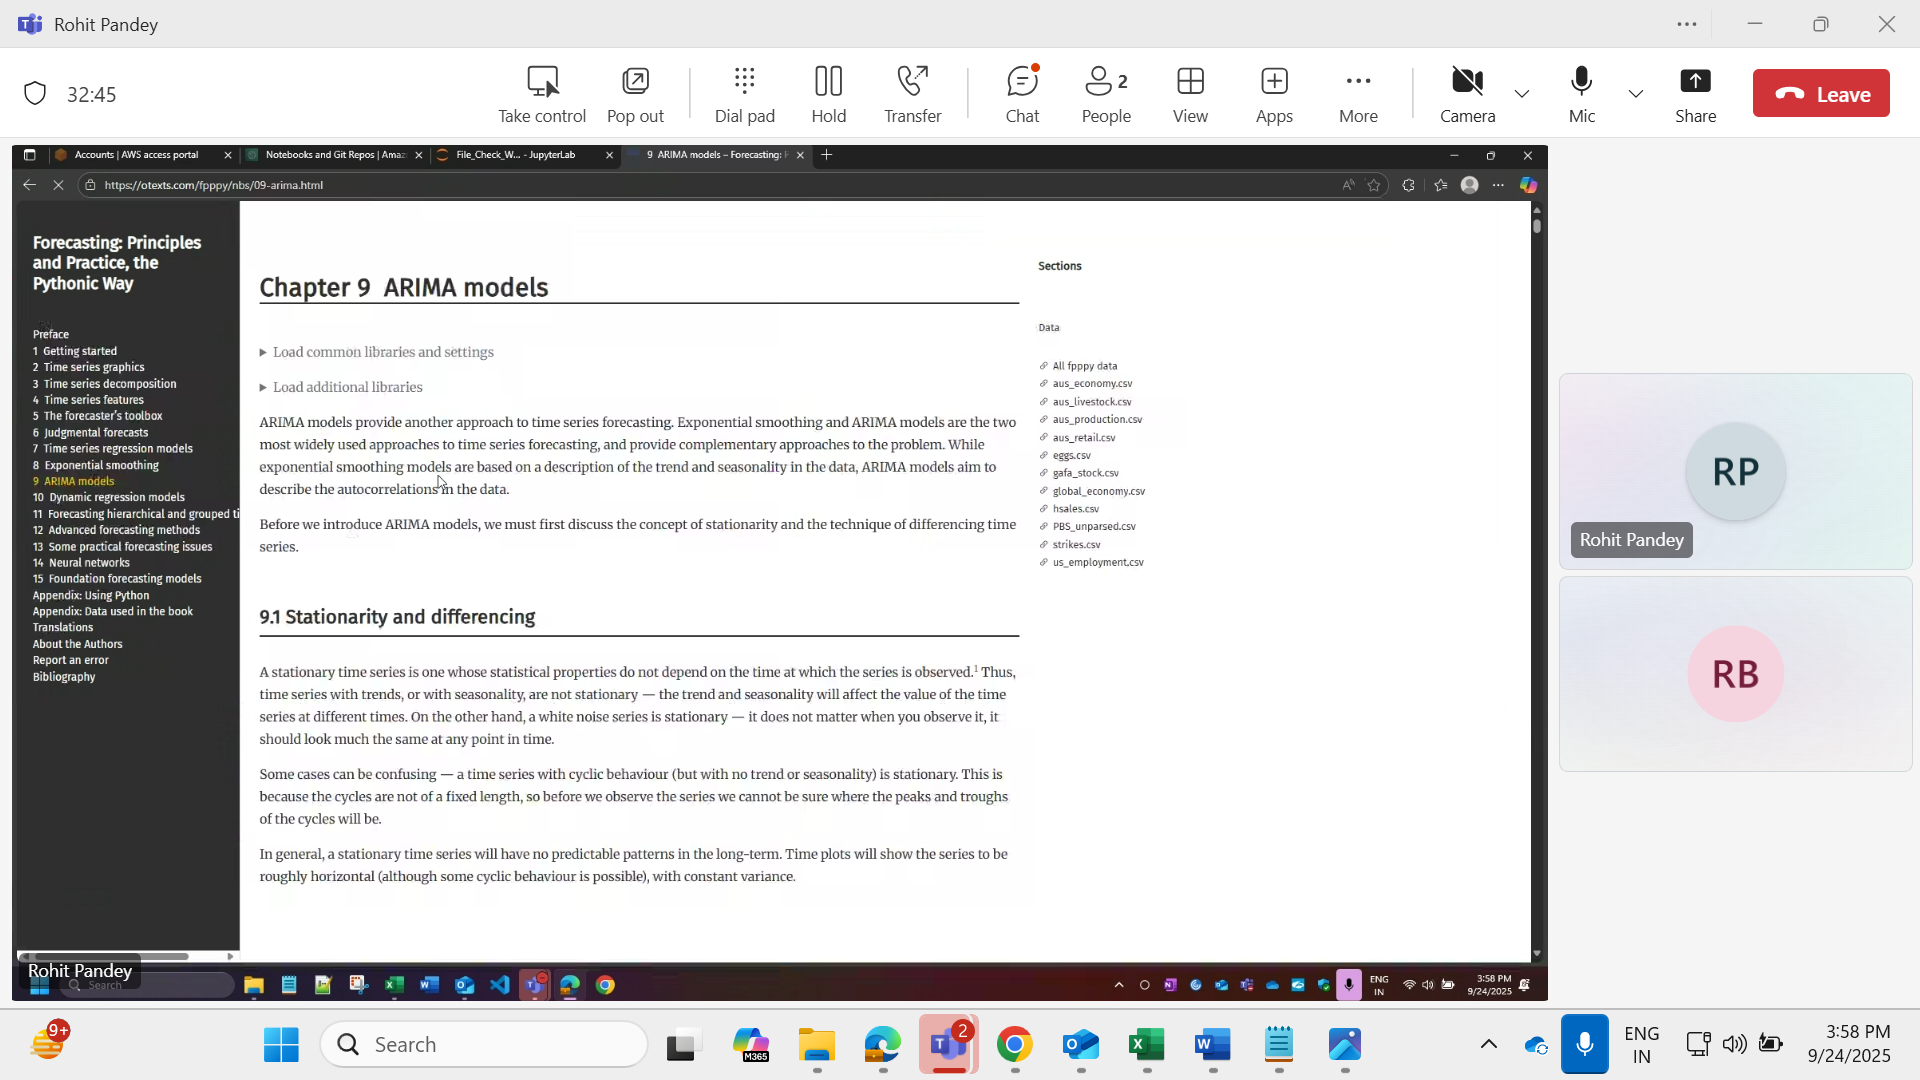 Rohit Pandey
32:45
Take control
Pop out
Dial pad
Hold
Transfer
Chat
2
People
View
Apps
More
Camera
Mic
Share
Leave
Accounts | AWS access portal
Notebooks and Git Repos | Amaz
File_Check_W... - JupyterLab
9 ARIMA models – Forecasting: P
https://otexts.com/fpppy/nbs/09-arima.html
Forecasting: Principles
and Practice, the
Pythonic Way
Preface
1 Getting started
2 Time series graphics
3 Time series decomposition
4 Time series features
5 The forecaster's toolbox
6 Judgmental forecasts
7 Time series regression models
8 Exponential smoothing
9 ARIMA models
10 Dynamic regression models
11 Forecasting hierarchical and grouped ti
12 Advanced forecasting methods
13 Some practical forecasting issues
14 Neural networks
15 Foundation forecasting models
Appendix: Using Python
Appendix: Data used in the book
Translations
About the Authors
Report an error
Bibliography
Chapter 9 ARIMA models
Load common libraries and settings
Load additional libraries
ARIMA models provide another approach to time series forecasting. Exponential smoothing and ARIMA models are the two
most widely used approaches to time series forecasting, and provide complementary approaches to the problem. While
exponential smoothing models are based on a description of the trend and seasonality in the data, ARIMA models aim to
describe the autocorrelations in the data.
Before we introduce ARIMA models, we must first discuss the concept of stationarity and the technique of differencing time
series.
9.1 Stationarity and differencing
A stationary time series is one whose statistical properties do not depend on the time at which the series is observed.1 Thus,
time series with trends, or with seasonality, are not stationary — the trend and seasonality will affect the value of the time
series at different times. On the other hand, a white noise series is stationary — it does not matter when you observe it, it
should look much the same at any point in time.
Some cases can be confusing — a time series with cyclic behaviour (but with no trend or seasonality) is stationary. This is
because the cycles are not of a fixed length, so before we observe the series we cannot be sure where the peaks and troughs
of the cycles will be.
In general, a stationary time series will have no predictable patterns in the long-term. Time plots will show the series to be
roughly horizontal (although some cyclic behaviour is possible), with constant variance.
Sections
Data
All fpppy data
aus_economy.csv
aus_livestock.csv
aus_production.csv
aus_retail.csv
eggs.csv
gafa_stock.csv
global_economy.csv
hsales.csv
PBS_unparsed.csv
strikes.csv
us_employment.csv
RP
Rohit Pandey
RB
Rohit Pandey
Search
ENG
IN
3:58 PM
9/24/2025
9+
Search
M365
2
ENG
IN
3:58 PM
9/24/2025